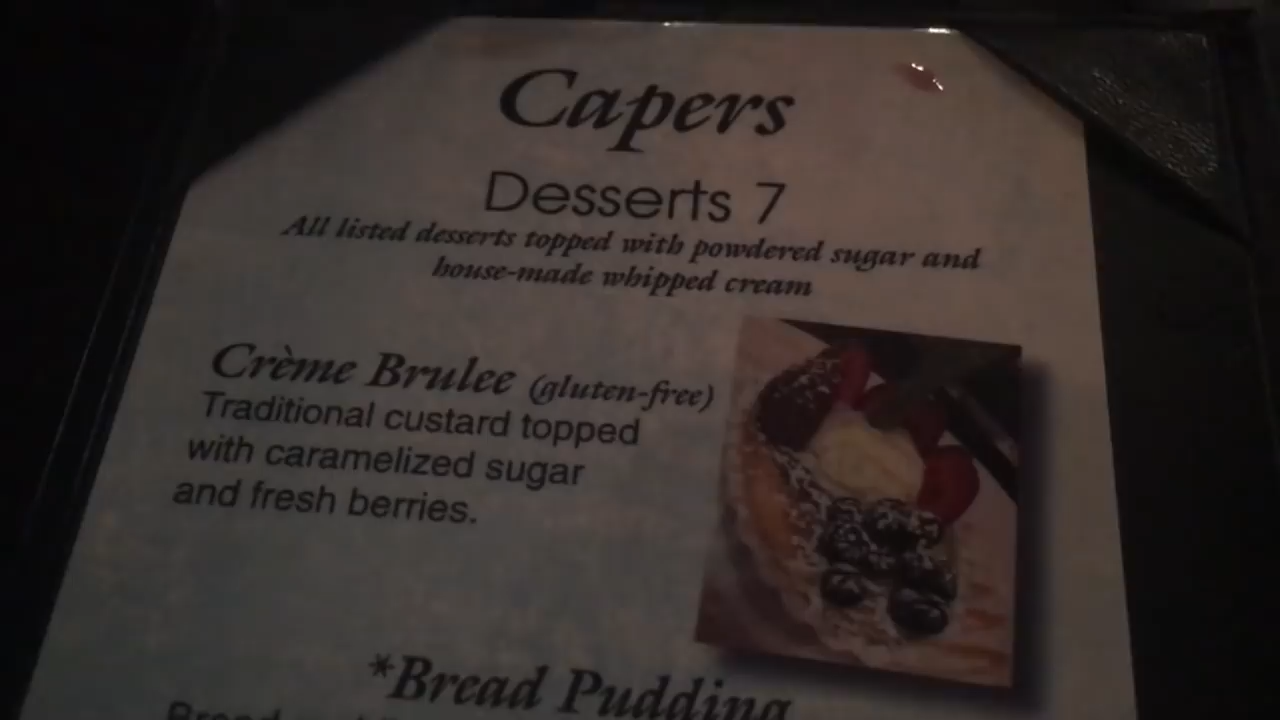 Capers
Desserts 7
All listed desserts topped with powdered sugar and
house-made whipped cream
Crème Brulee (gluten-free)
Traditional custard topped
with caramelized sugar
and fresh berries.
*Bread Pudding
Bread